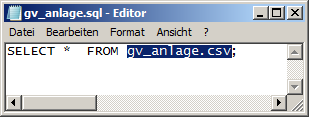 gv_anlage.sql - Editor
Datei Bearbeiten Format Ansicht ?
SELECT *  FROM gv_anlage.csv;